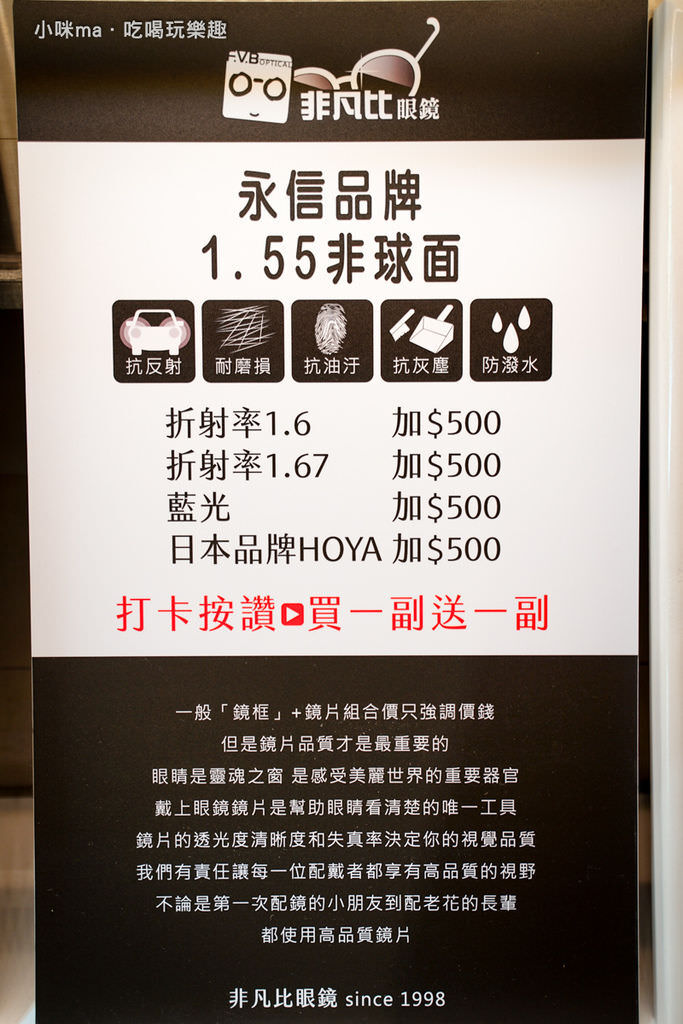 小咪ma · 吃喝玩樂趣
F.V.B OPTICAL
非凡比眼鏡
永信品牌
1.55非球面
抗反射 耐磨損 抗油汙 抗灰塵 防潑水
折射率1.6 加$500
折射率1.67 加$500
藍光 加$500
日本品牌HOYA 加$500
打卡按讚▶買一副送一副
一般「鏡框」+鏡片組合價只強調價錢
但是鏡片品質才是最重要的
眼睛是靈魂之窗 是感受美麗世界的重要器官
戴上眼鏡鏡片是幫助眼睛看清楚的唯一工具
鏡片的透光度清晰度和失真率決定你的視覺品質
我們有責任讓每一位配戴者都享有高品質的視野
不論是第一次配鏡的小朋友到配老花的長輩
都使用高品質鏡片
非凡比眼鏡 since 1998